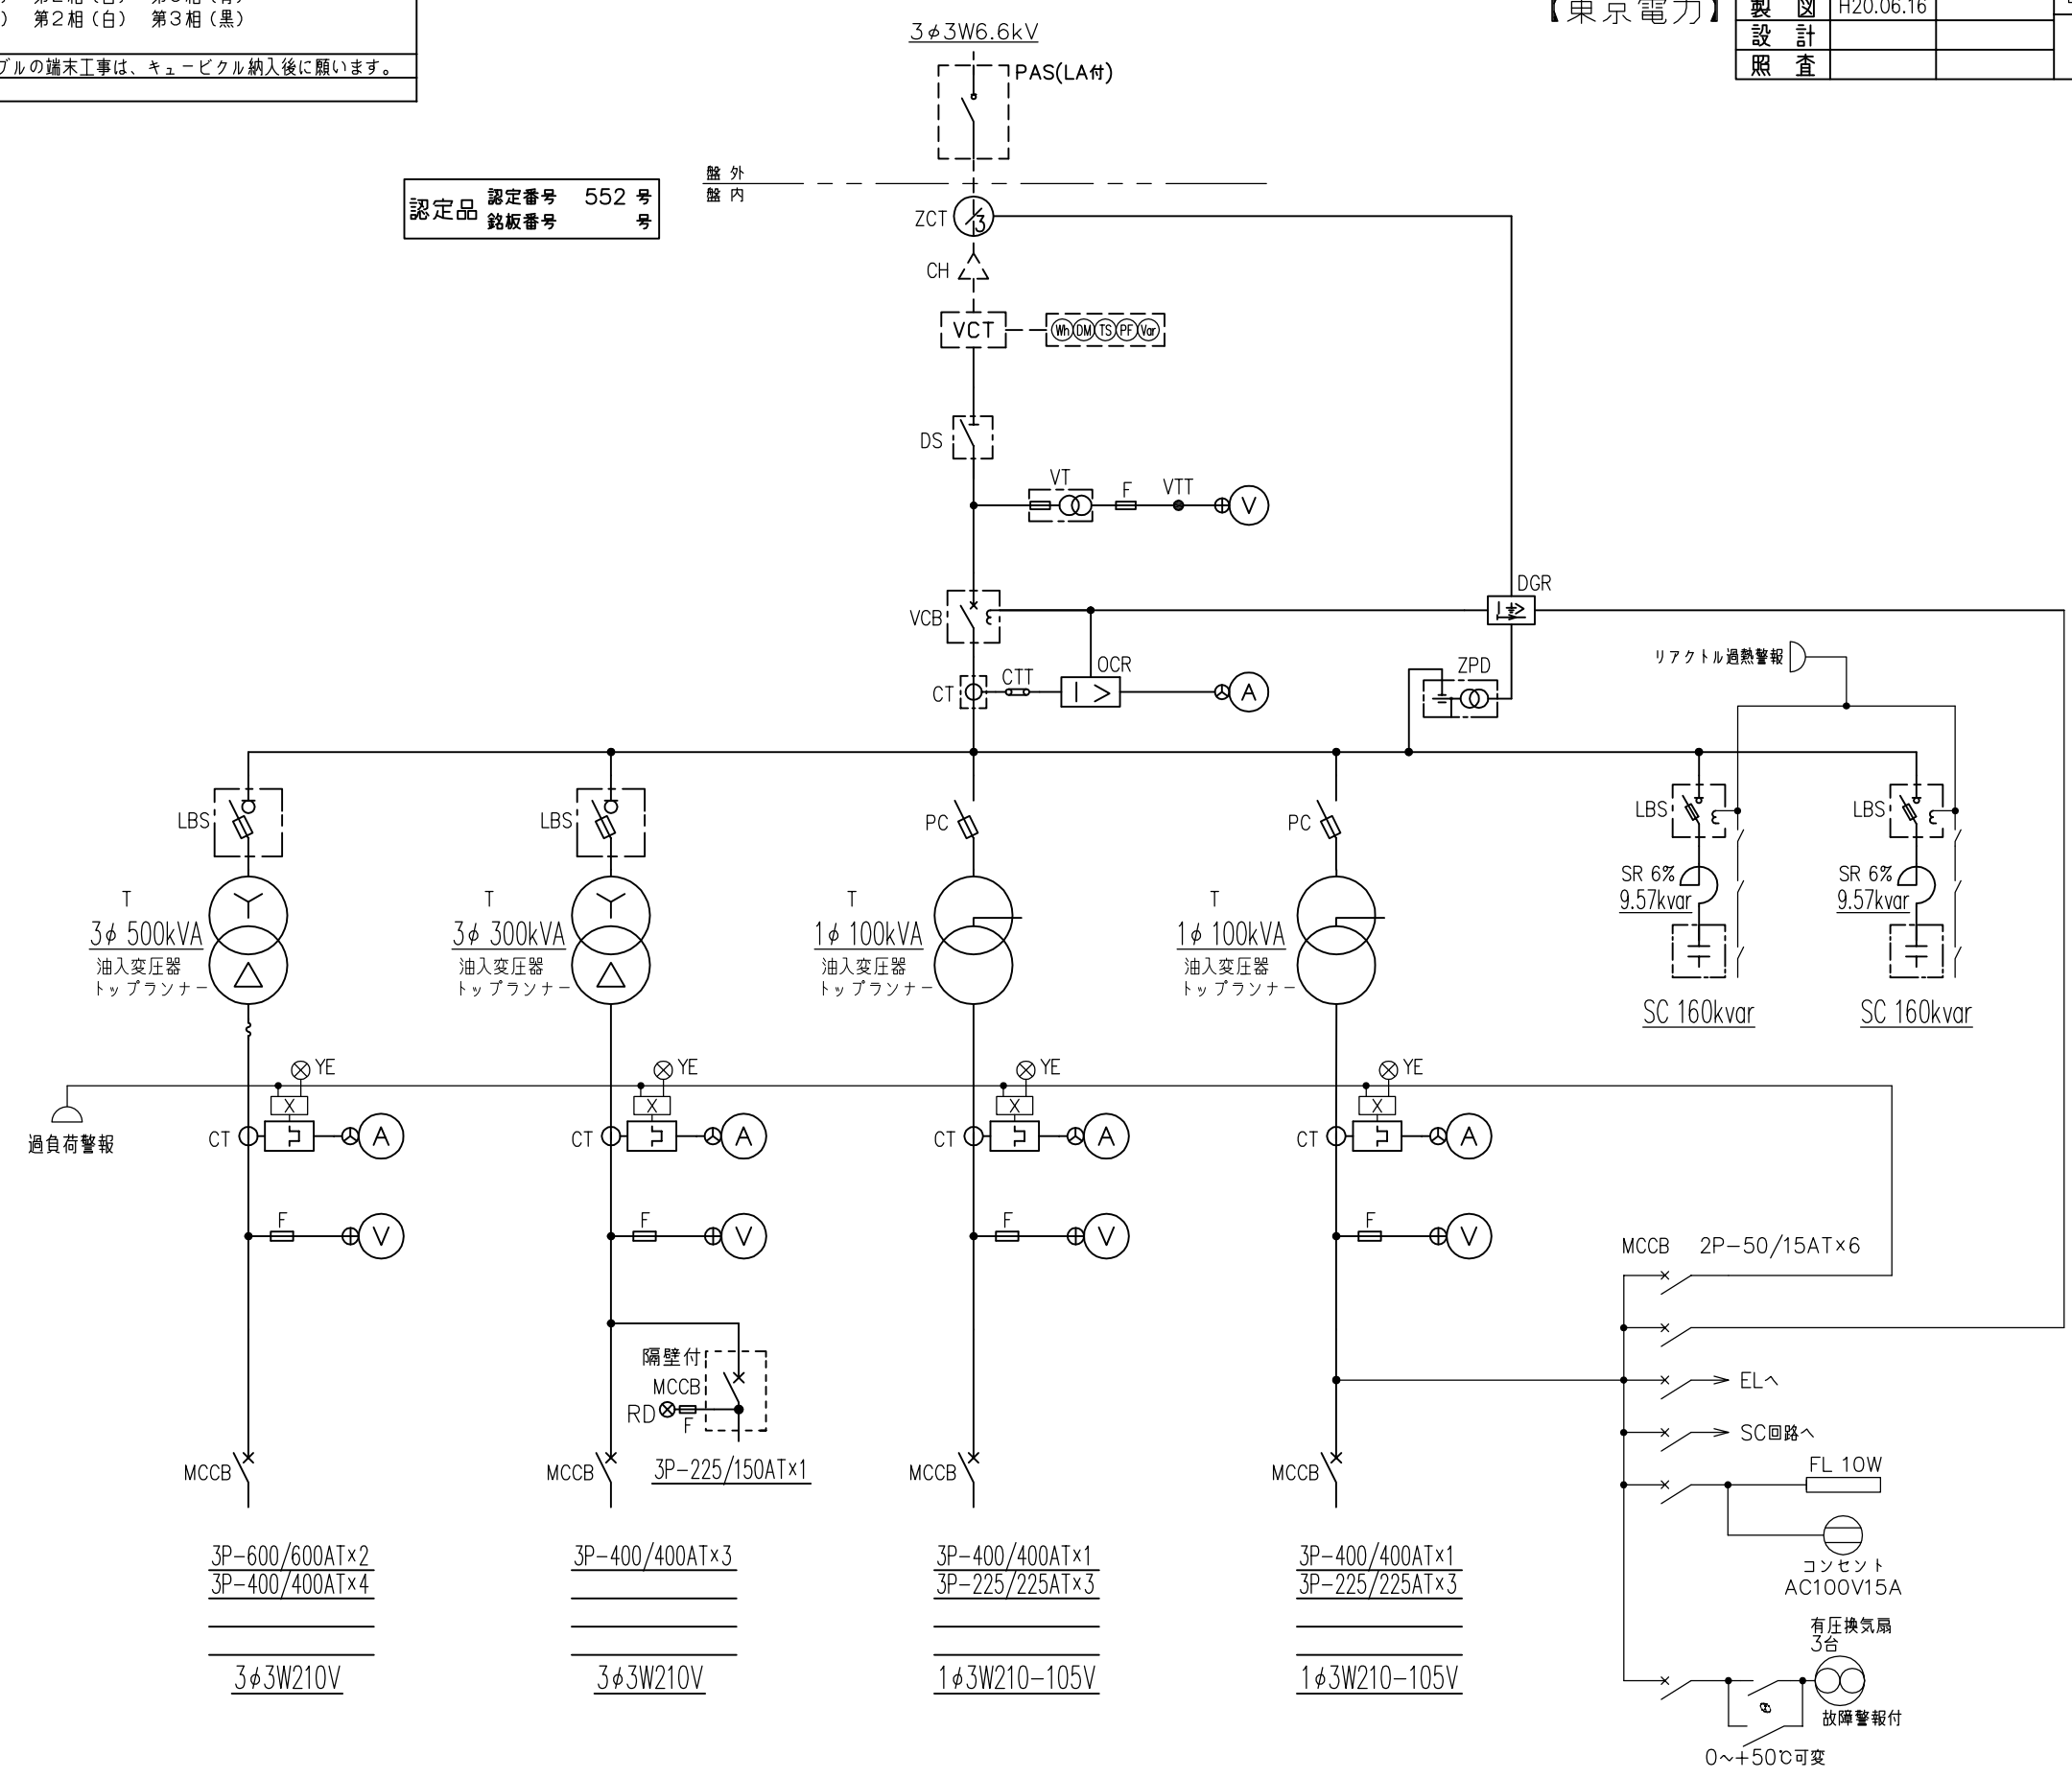 第2相(白) 第3相(黒)
ブルの端末工事は、キュービクル納入後に願います。
【東京電力】
製 図 H20.06.16
設 計
照 査
3φ3W6.6kV
PAS(LA付)
盤 外
盤 内
認定品
認定番号 552 号
銘板番号 号
ZCT
3
CH
VCT
Wh DM TS PF Var
DS
VT
F
VTT
V
VCB
DGR
I >
CT
CTT
OCR
I >
A
ZPD
リアクトル過熱警報
LBS
LBS
PC
PC
LBS
LBS
T
3φ 500kVA
油入変圧器
トップランナー
T
3φ 300kVA
油入変圧器
トップランナー
T
1φ 100kVA
油入変圧器
トップランナー
T
1φ 100kVA
油入変圧器
トップランナー
SR 6%
9.57kvar
SC 160kvar
SR 6%
9.57kvar
SC 160kvar
過負荷警報
YE
X
CT
A
YE
X
CT
A
YE
X
CT
A
YE
X
CT
A
F
V
F
V
F
V
F
V
隔壁付
MCCB
RD
F
3P-225/150AT×1
MCCB
MCCB
MCCB
MCCB
3P-600/600AT×2
3P-400/400AT×4
3φ3W210V
3P-400/400AT×3
3φ3W210V
3P-400/400AT×1
3P-225/225AT×3
1φ3W210-105V
3P-400/400AT×1
3P-225/225AT×3
1φ3W210-105V
MCCB 2P-50/15AT×6
ELへ
SC回路へ
FL 10W
コンセント
AC100V15A
有圧換気扇
3台
θ
故障警報付
0~+50℃可変